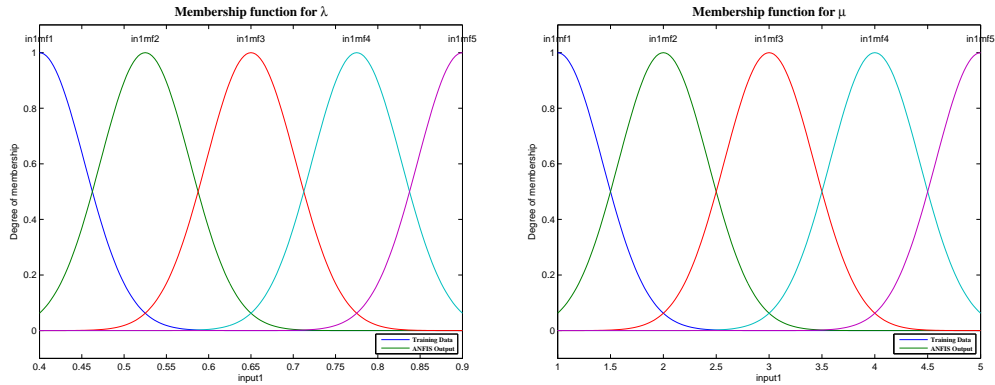 Membership function for λ
in1mf1 in1mf2 in1mf3 in1mf4 in1mf5
1
0.8
0.6
0.4
0.2
0
Degree of membership
0.4 0.45 0.5 0.55 0.6 0.65 0.7 0.75 0.8 0.85 0.9
input1
Training Data
ANFIS Output
Membership function for μ
in1mf1 in1mf2 in1mf3 in1mf4 in1mf5
1
0.8
0.6
0.4
0.2
0
Degree of membership
1 1.5 2 2.5 3 3.5 4 4.5 5
input1
Training Data
ANFIS Output